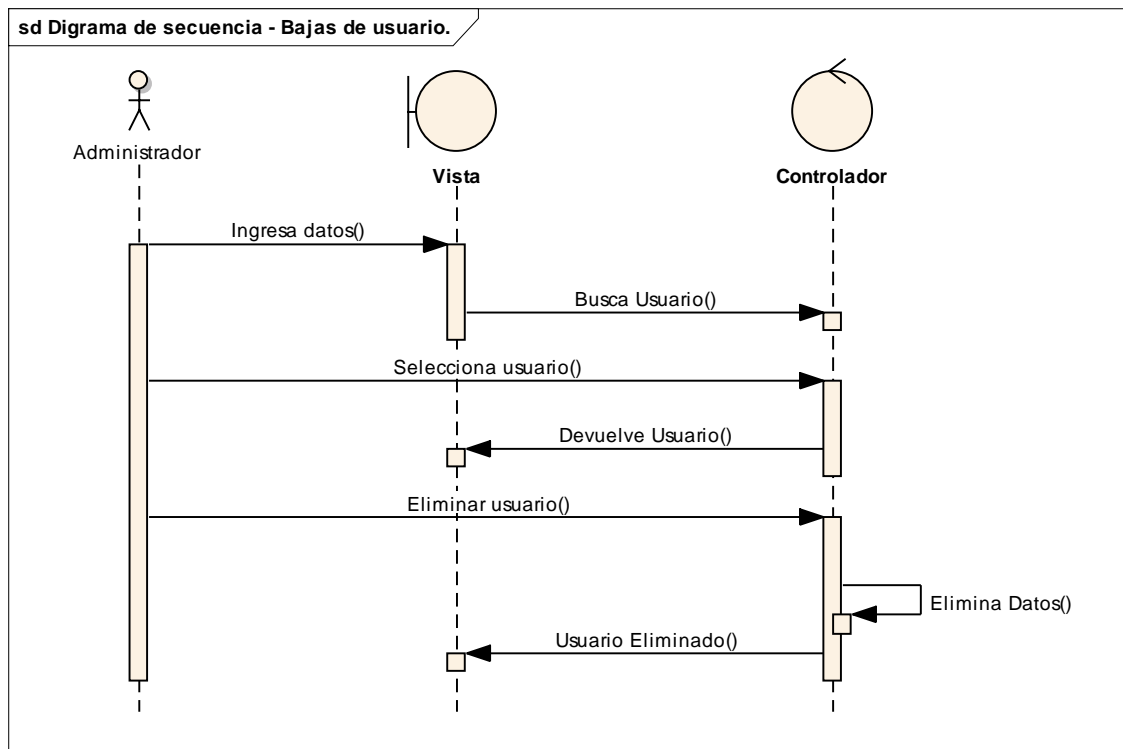 sd Digrama de secuencia - Bajas de usuario.
Administrador
Vista
Controlador
Ingresa datos()
Busca Usuario()
Selecciona usuario()
Devuelve Usuario()
Eliminar usuario()
Elimina Datos()
Usuario Eliminado()